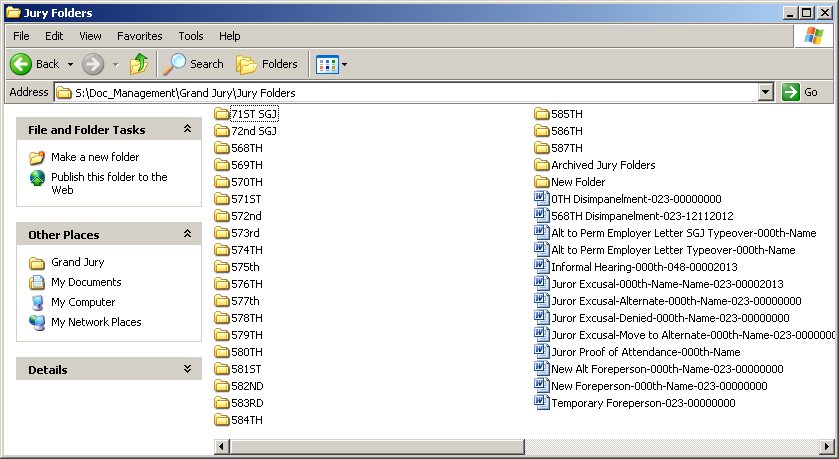 Jury Folders
File Edit View Favorites Tools Help
Back Search Folders
Address S:\Doc_Management\Grand Jury\Jury Folders Go
File and Folder Tasks
Make a new folder
Publish this folder to the
Web
Other Places
Grand Jury
My Documents
My Computer
My Network Places
Details
71ST SGJ
72nd SGJ
568TH
569TH
570TH
571ST
572nd
573rd
574TH
575th
576TH
577th
578TH
579TH
580TH
581ST
582ND
583RD
584TH
585TH
586TH
587TH
Archived Jury Folders
New Folder
0TH Disimpanelment-023-00000000
568TH Disimpanelment-023-12112012
Alt to Perm Employer Letter SGJ Typeover-000th-Name
Alt to Perm Employer Letter Typeover-000th-Name
Informal Hearing-000th-048-00002013
Juror Excusal-000th-Name-Name-023-00002013
Juror Excusal-Alternate-000th-Name-023-00000000
Juror Excusal-Denied-000th-Name-023-00000000
Juror Excusal-Move to Alternate-000th-Name-023-0000000
Juror Proof of Attendance-000th-Name
New Alt Foreperson-000th-Name-023-00000000
New Foreperson-000th-Name-023-00000000
Temporary Foreperson-023-00000000